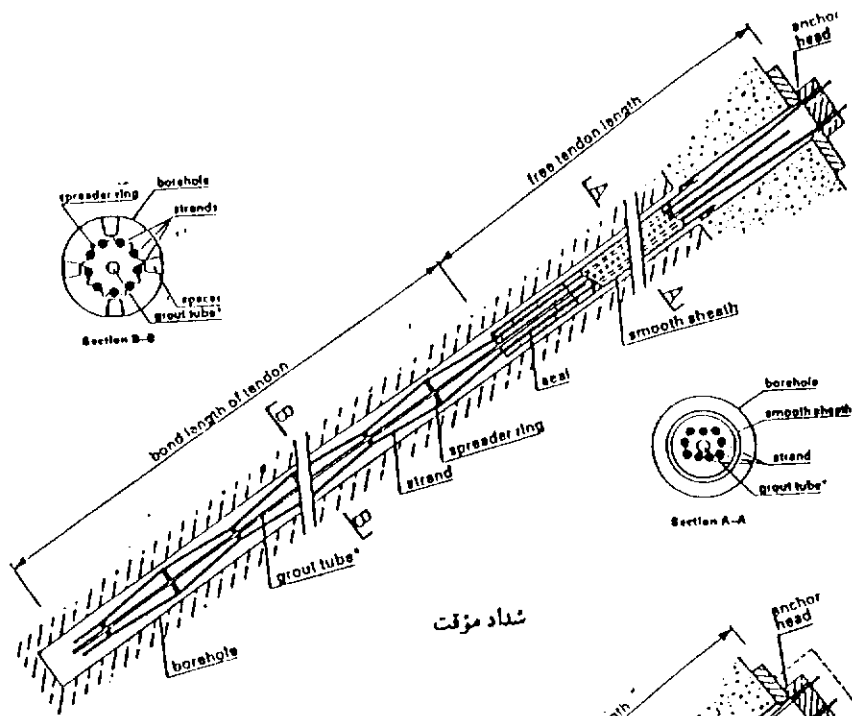 anchor
head
free tendon length
spreader ring
borehole
strands
spacer
grout tube*
Section B-B
A
A
smooth sheath
seal
bond length of tendon
B
B
spreader ring
strand
grout tube*
borehole
borehole
smooth sheath
strand
grout tube*
Section A-A
شداد مؤقت
anchor
head